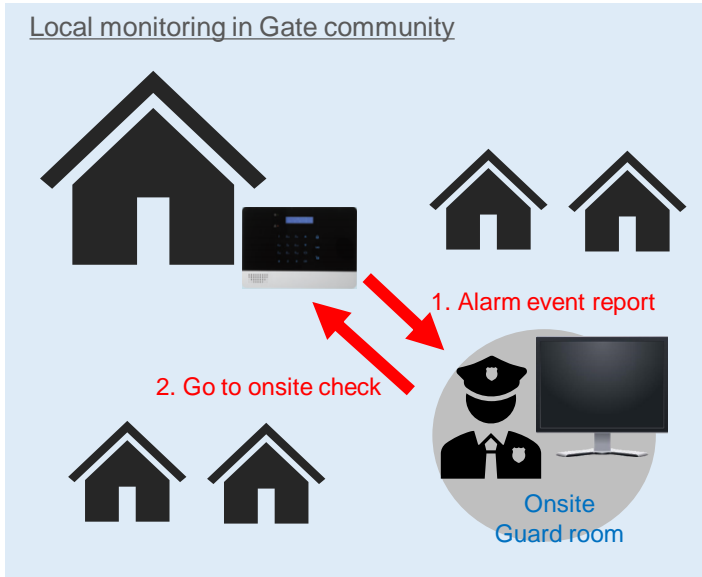 Local monitoring in Gate community
1. Alarm event report
2. Go to onsite check
Onsite
Guard room